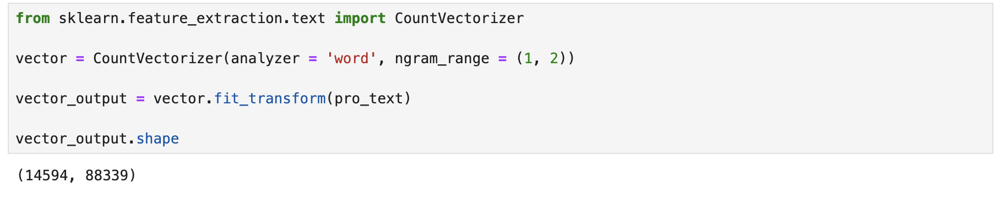 from sklearn.feature_extraction.text import CountVectorizer
vector = CountVectorizer(analyzer = 'word', ngram_range = (1, 2))
vector_output = vector.fit_transform(pro_text)
vector_output.shape
(14594, 88339)